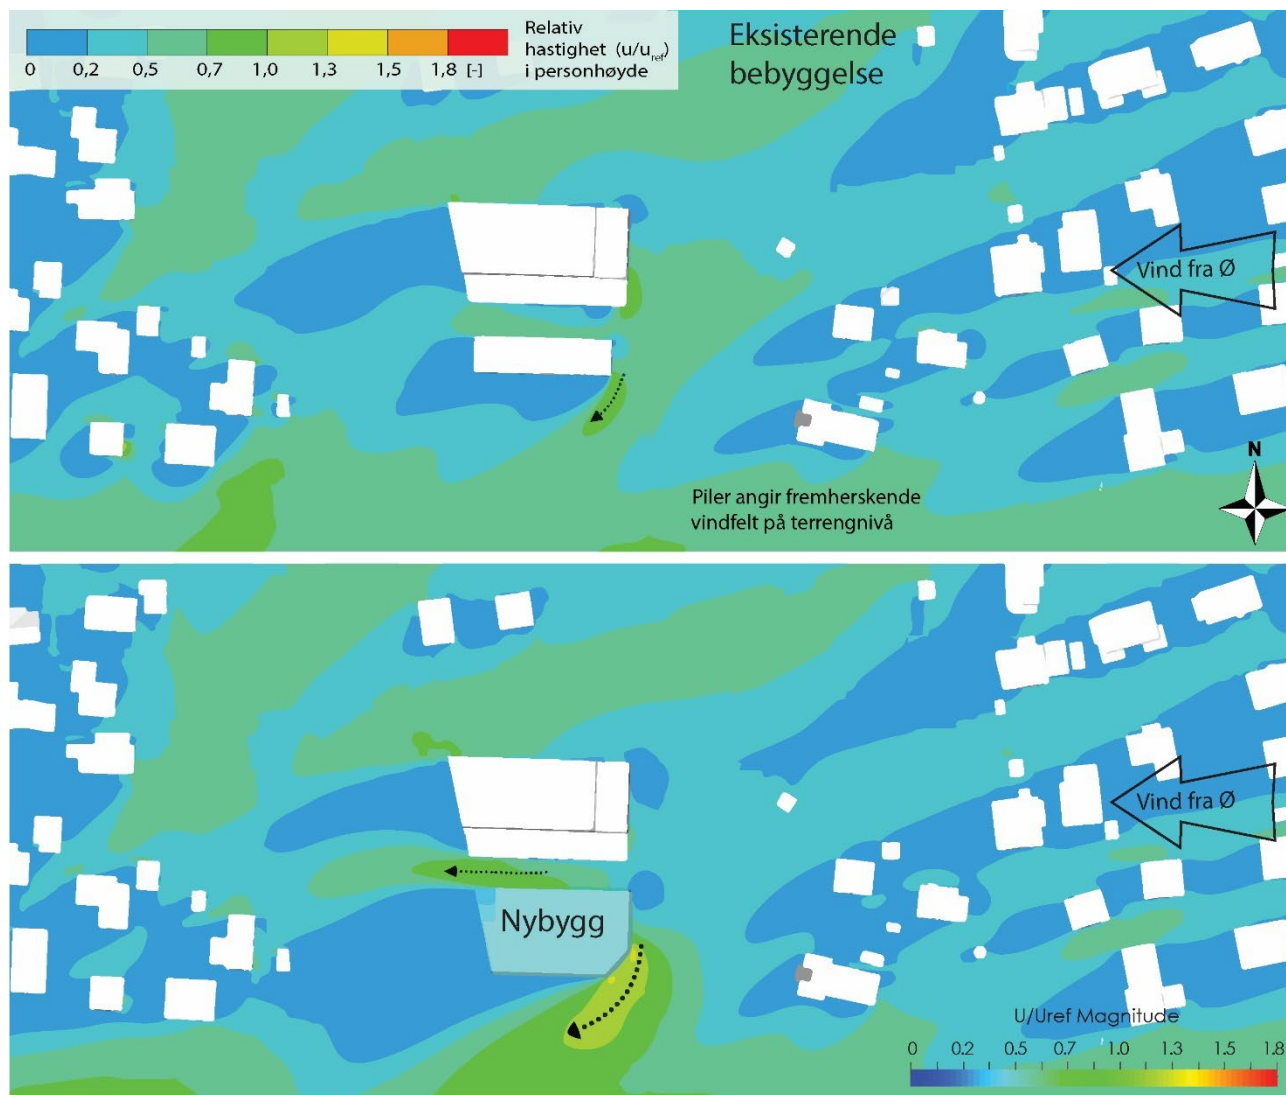 Relativ
hastighet (u/uref)
i personhøyde
0 0,2 0,5 0,7 1,0 1,3 1,5 1,8 [-]
Eksisterende
bebyggelse
Vind fra Ø
N
Piler angir fremherskende
vindfelt på terrengnivå
Vind fra Ø
Nybygg
U/Uref Magnitude
0 0.2 0.5 0.7 1.0 1.3 1.5 1.8